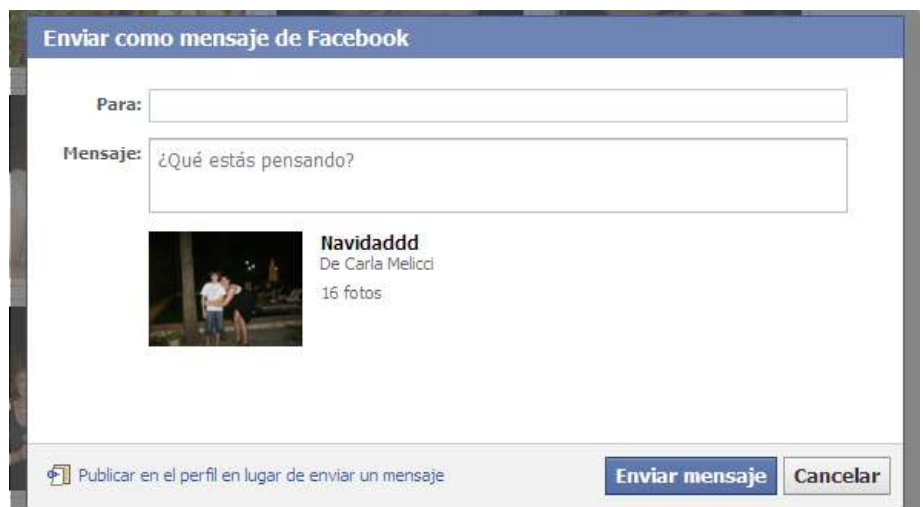 Enviar como mensaje de Facebook
Para:
Mensaje:
¿Qué estás pensando?
Navidaddd
De Carla Melicci
16 fotos
Publicar en el perfil en lugar de enviar un mensaje
Enviar mensaje
Cancelar